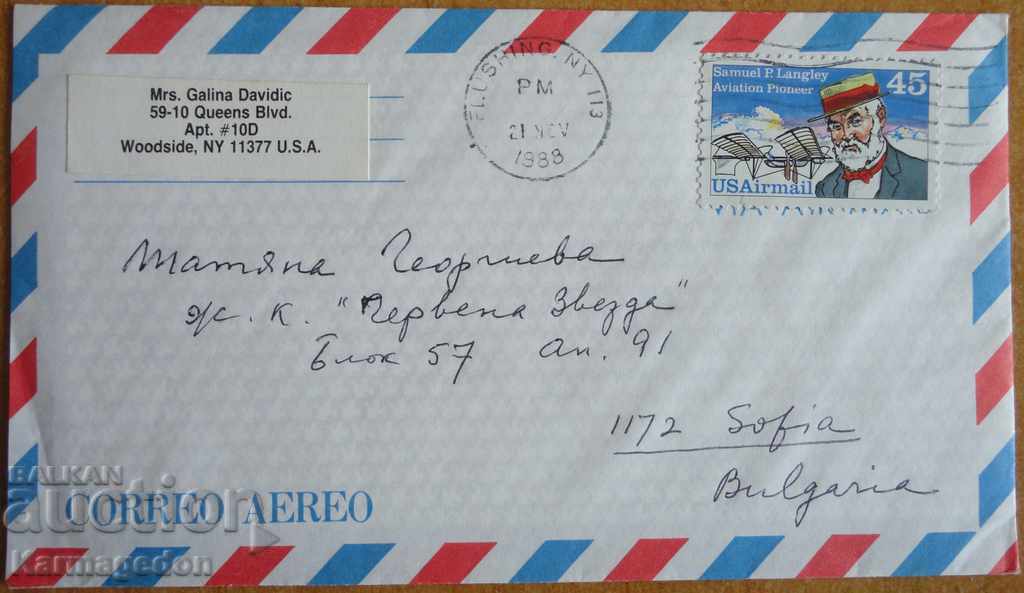 Mrs. Galina Davidic
59-10 Queens Blvd.
Apt. #10D
Woodside, NY 11377 U.S.A.
FLUSHING, NY 113
PM
21 NOV
1988
Samuel P. Langley
Aviation Pioneer
45
USAirmail
Татяна Георгиева
ж.к. "Червена Звезда"
Блок 57 Ап. 91
1172 Sofia
Bulgaria
CORREO AEREO
BALKAN
auction
Karmagedon